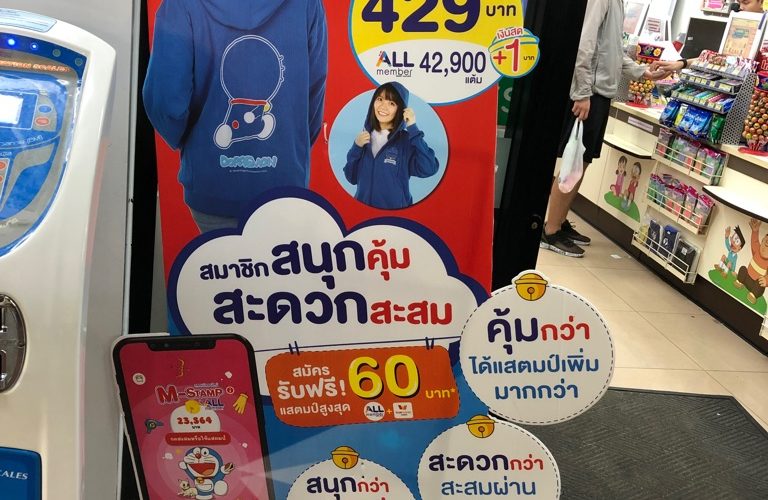 429 บาท
ALL member 42,900 แต้ม
เงินสด +1 บาท
DORAEMON
สมาชิก สนุกคุ้ม
สะดวกสะสม
สมัคร
รับฟรี! 60 บาท*
แสตมป์สูงสุด
ALL member +
M-STAMP
ALL
23,364
คุ้มกว่า
ได้แสตมป์เพิ่ม
มากกว่า
สะดวกกว่า
สะสมผ่าน
สนุกกว่า
SCALES